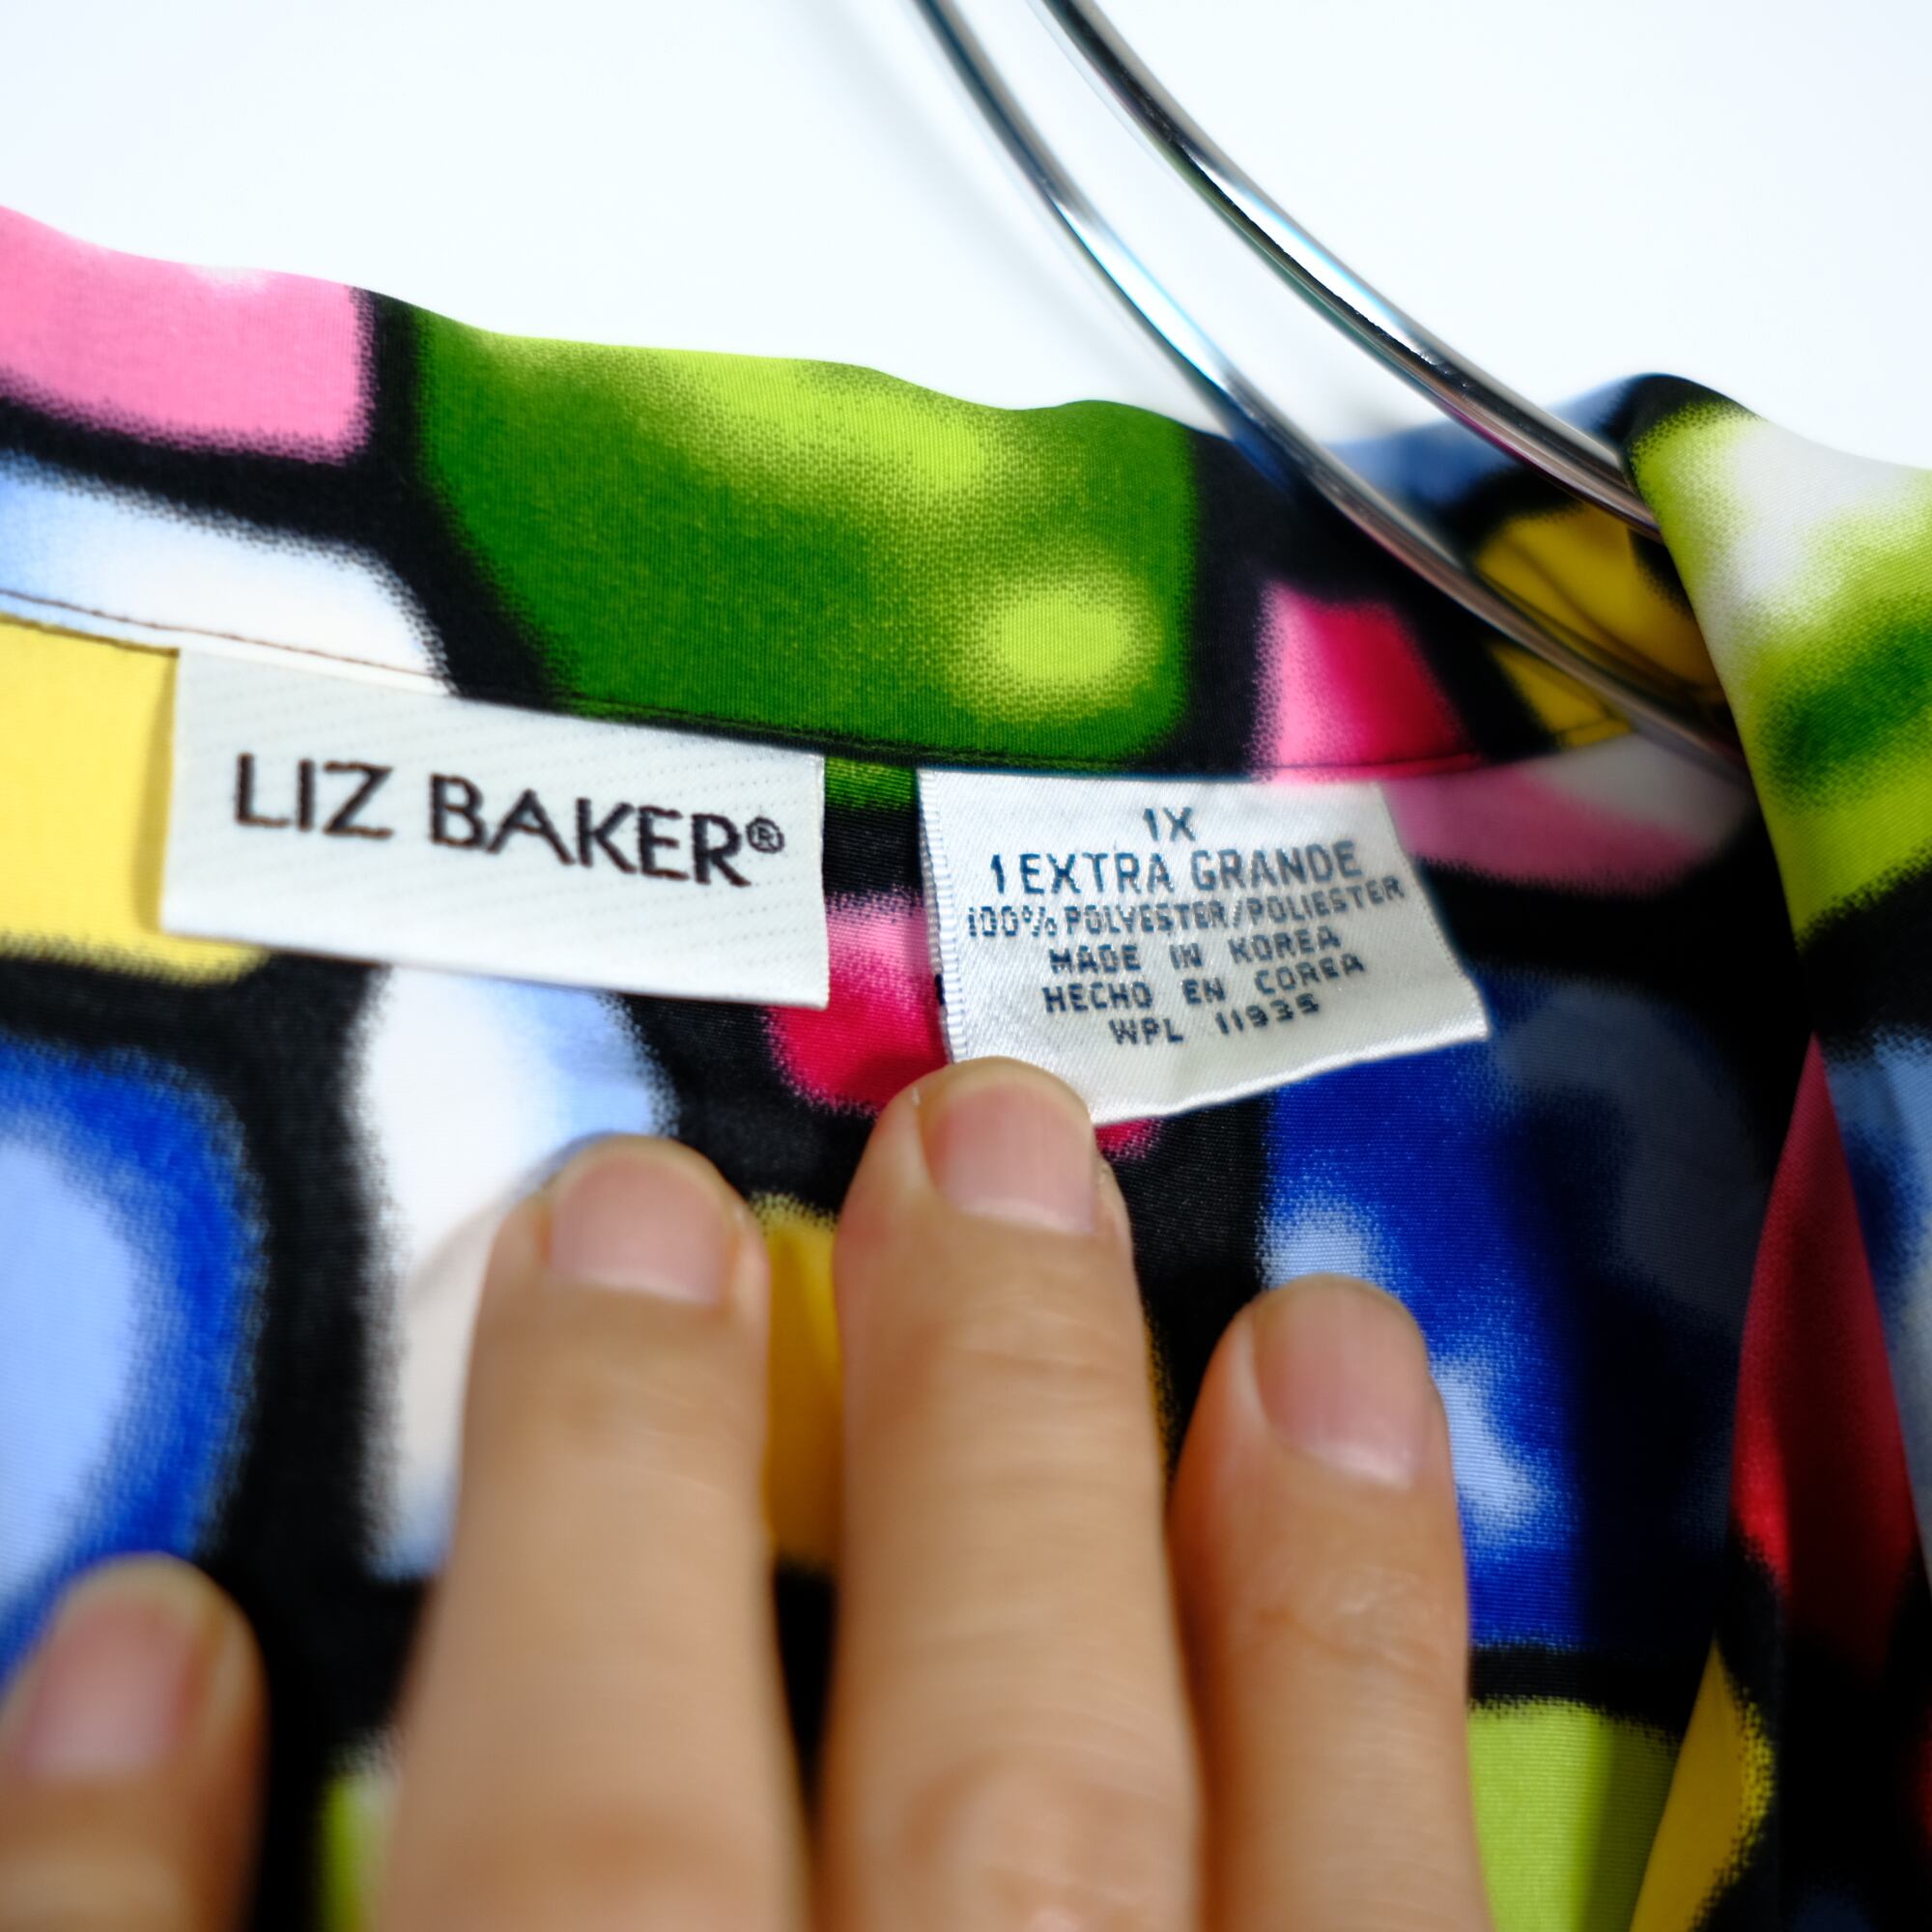 LIZ BAKER®
1X
1 EXTRA GRANDE
100% POLYESTER/POLIESTER
MADE IN KOREA
HECHO EN COREA
WPL 11935